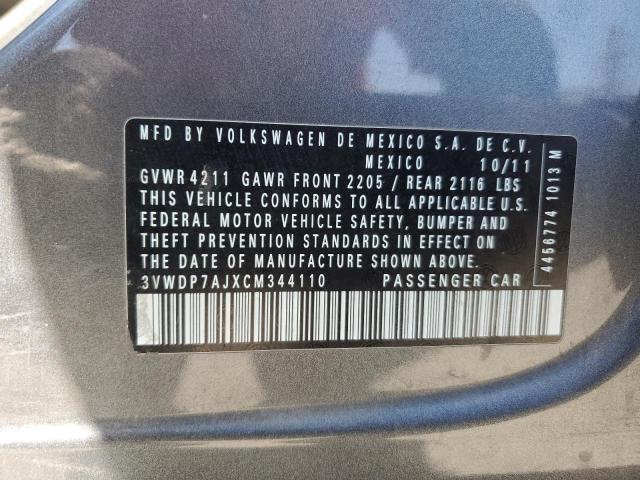 MFD BY VOLKSWAGEN DE MEXICO S.A. DE C.V.
MEXICO 10/11
GVWR 4211 GAWR FRONT 2205 / REAR 2116 LBS
THIS VEHICLE CONFORMS TO ALL APPLICABLE U.S.
FEDERAL MOTOR VEHICLE SAFETY, BUMPER AND
THEFT PREVENTION STANDARDS IN EFFECT ON
THE DATE OF MANUFACTURE SHOWN ABOVE.
3VWDP7AJXCM344110 PASSENGER CAR
4456774 1013 M